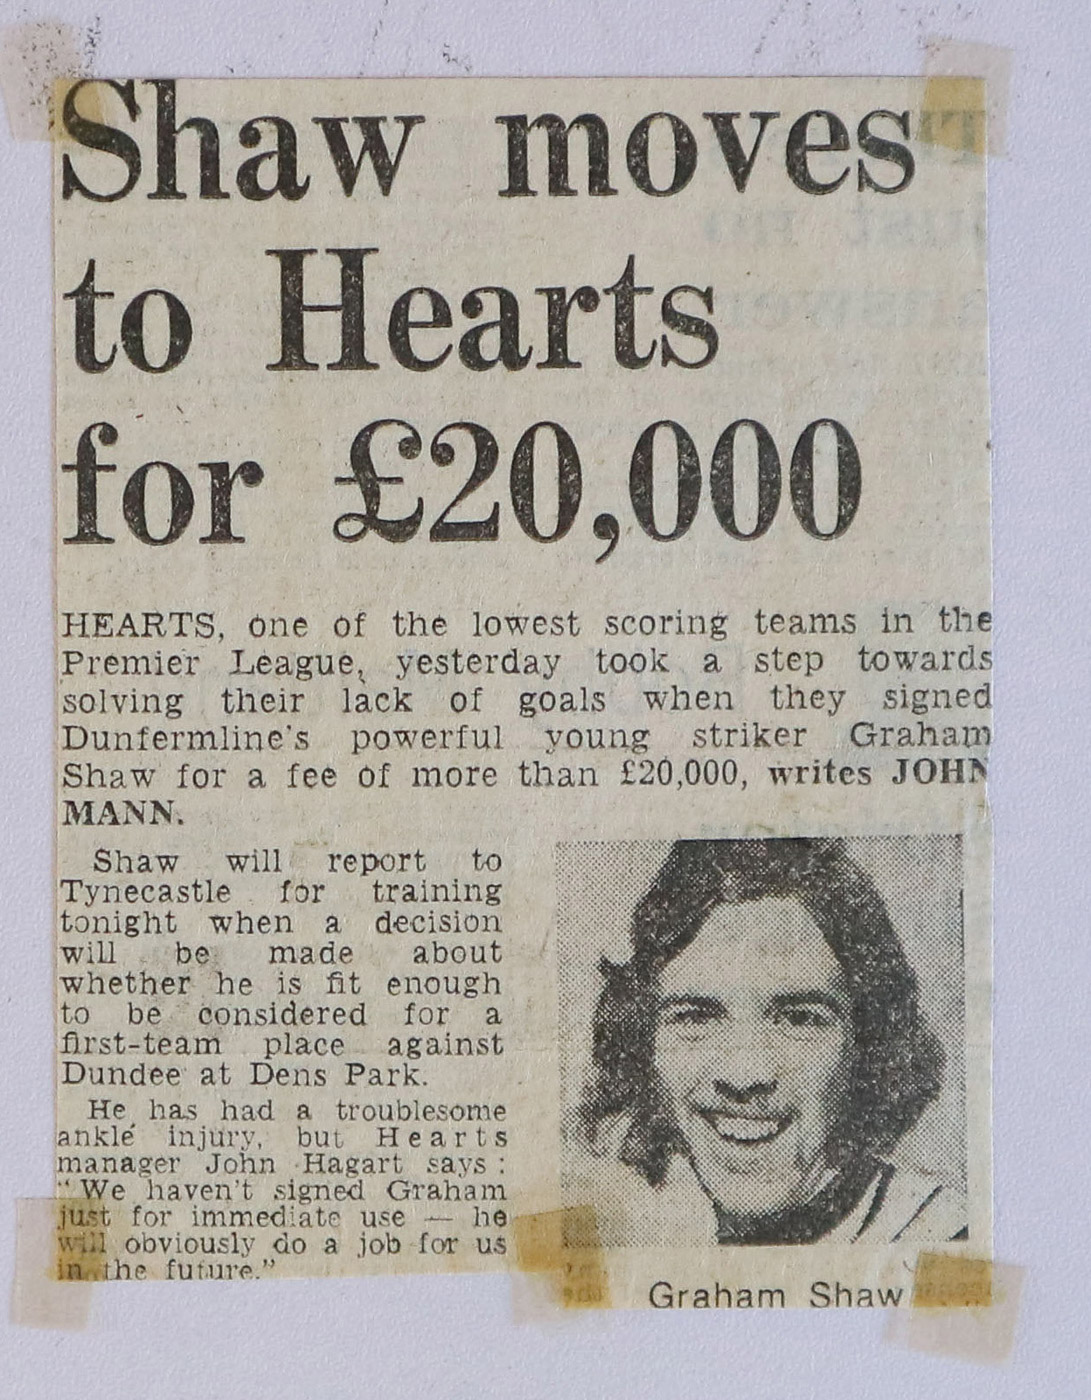 Shaw moves
to Hearts
for £20,000
HEARTS, one of the lowest scoring teams in the
Premier League, yesterday took a step towards
solving their lack of goals when they signed
Dunfermline's powerful young striker Graham
Shaw for a fee of more than £20,000, writes JOHN
MANN.
Shaw will report to
Tynecastle for training
tonight when a decision
will be made about
whether he is fit enough
to be considered for a
first-team place against
Dundee at Dens Park.
He has had a troublesome
ankle injury, but Hearts
manager John Hagart says:
"We haven't signed Graham
just for immediate use — he
will obviously do a job for us
in the future."
Graham Shaw